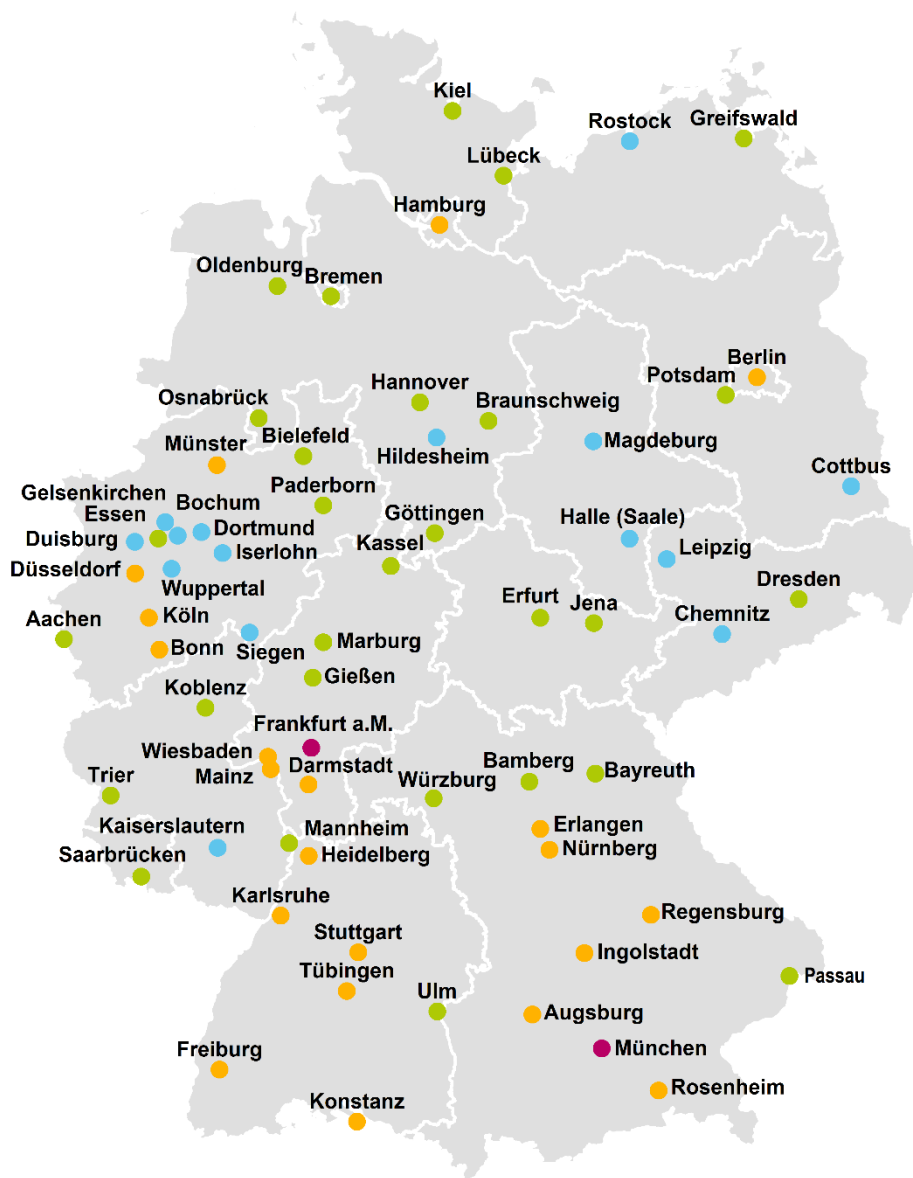 Kiel
Greifswald
Rostock
Lübeck
Hamburg
Oldenburg
Bremen
Berlin
Potsdam
Hannover
Osnabrück
Braunschweig
Bielefeld
Münster
Magdeburg
Hildesheim
Cottbus
Gelsenkirchen
Paderborn
Bochum
Essen
Göttingen
Halle (Saale)
Duisburg
Dortmund
Iserlohn
Kassel
Leipzig
Düsseldorf
Wuppertal
Dresden
Erfurt
Jena
Aachen
Köln
Chemnitz
Marburg
Bonn
Siegen
Gießen
Koblenz
Frankfurt a.M.
Wiesbaden
Darmstadt
Mainz
Trier
Würzburg
Bamberg
Bayreuth
Kaiserslautern
Mannheim
Erlangen
Saarbrücken
Heidelberg
Nürnberg
Karlsruhe
Regensburg
Stuttgart
Ingolstadt
Tübingen
Passau
Ulm
Augsburg
Freiburg
München
Rosenheim
Konstanz